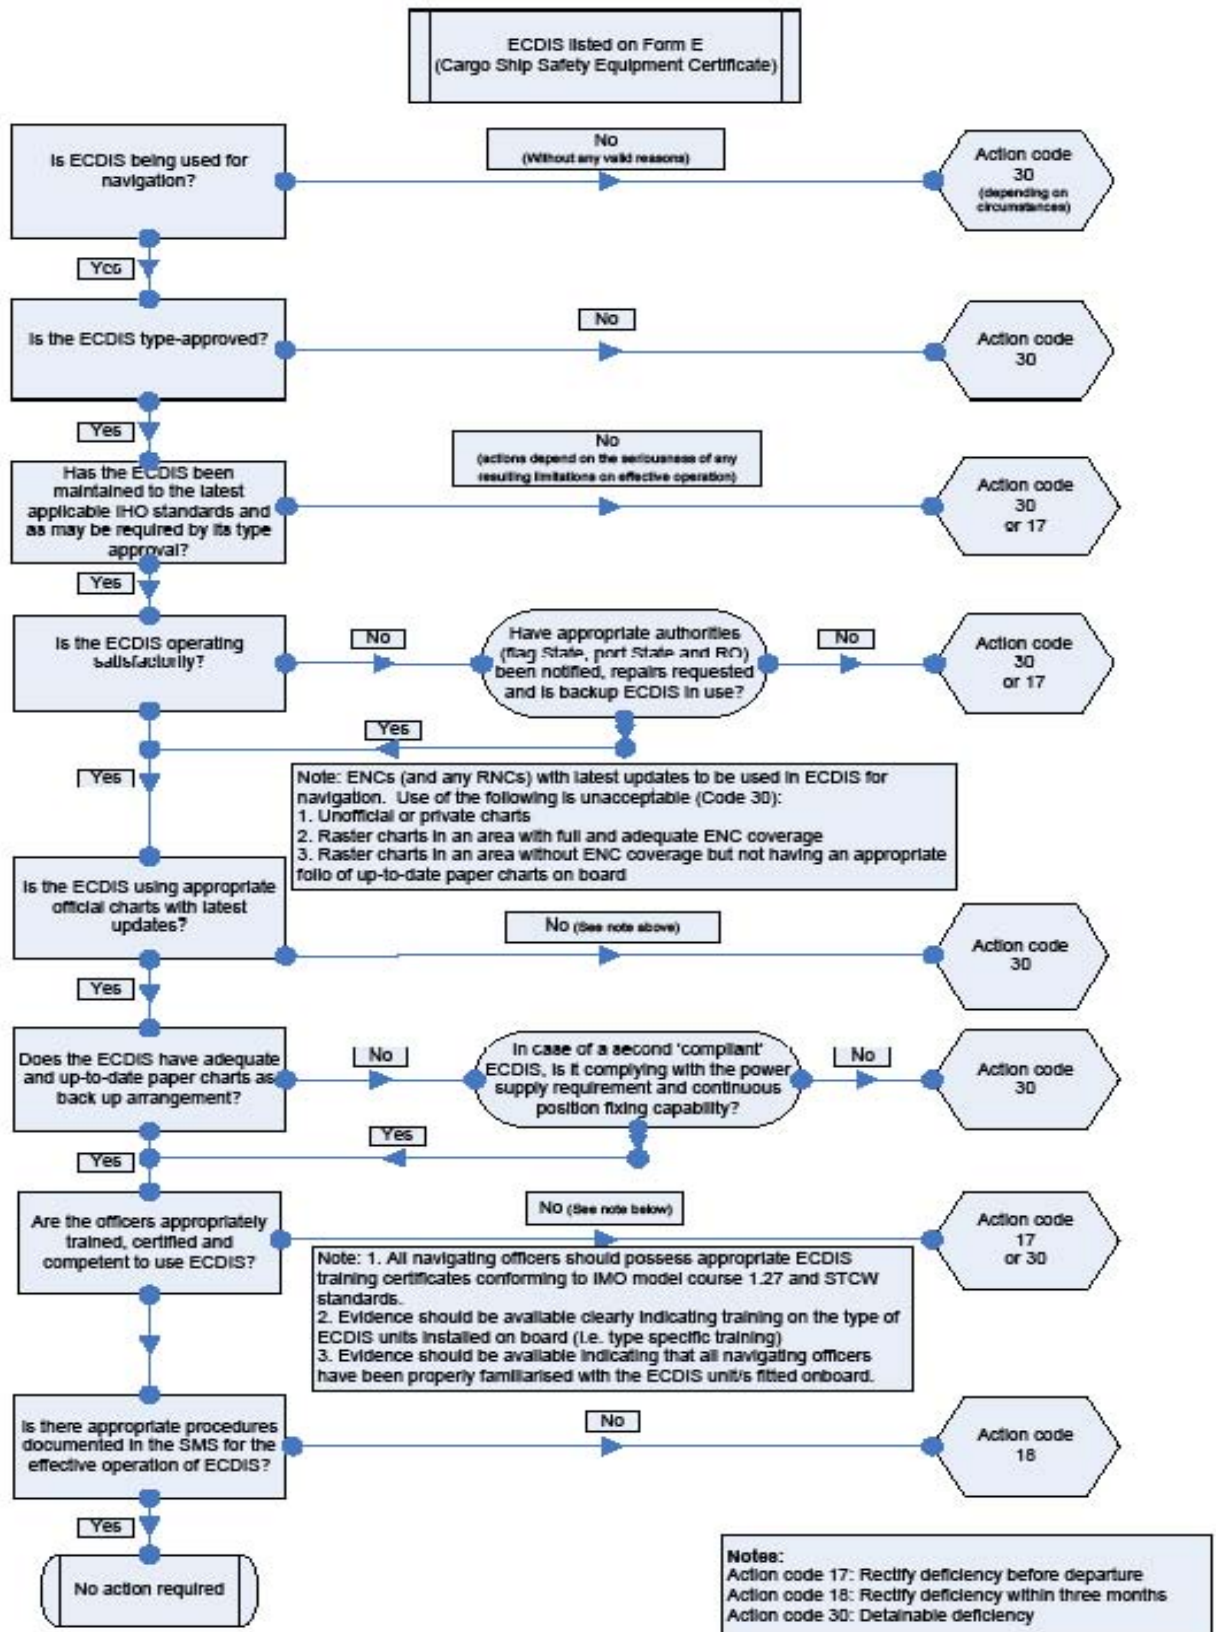 ECDIS listed on Form E
(Cargo Ship Safety Equipment Certificate)
Is ECDIS being used for
navigation?
No
(Without any valid reasons)
Action code
30
(depending on
circumstances)
Yes
Is the ECDIS type-approved?
No
Action code
30
Yes
Has the ECDIS been
maintained to the latest
applicable IHO standards and
as may be required by its type
approval?
No
(actions depend on the seriousness of any
resulting limitations on effective operation)
Action code
30
or 17
Yes
Is the ECDIS operating
satisfactorily?
No
Have appropriate authorities
(flag State, port State and RO)
been notified, repairs requested
and is backup ECDIS in use?
No
Action code
30
or 17
Yes
Yes
Note: ENCs (and any RNCs) with latest updates to be used in ECDIS for
navigation. Use of the following is unacceptable (Code 30):
1. Unofficial or private charts
2. Raster charts in an area with full and adequate ENC coverage
3. Raster charts in an area without ENC coverage but not having an appropriate
folio of up-to-date paper charts on board
Is the ECDIS using appropriate
official charts with latest
updates?
No (See note above)
Action code
30
Yes
Does the ECDIS have adequate
and up-to-date paper charts as
back up arrangement?
No
In case of a second 'compliant'
ECDIS, is it complying with the power
supply requirement and continuous
position fixing capability?
No
Action code
30
Yes
Yes
Are the officers appropriately
trained, certified and
competent to use ECDIS?
No (See note below)
Action code
17
or 30
Note: 1. All navigating officers should possess appropriate ECDIS
training certificates conforming to IMO model course 1.27 and STCW
standards.
2. Evidence should be available clearly indicating training on the type of
ECDIS units installed on board (i.e. type specific training)
3. Evidence should be available indicating that all navigating officers
have been properly familiarised with the ECDIS unit/s fitted onboard.
Is there appropriate procedures
documented in the SMS for the
effective operation of ECDIS?
No
Action code
18
Yes
No action required
Notes:
Action code 17: Rectify deficiency before departure
Action code 18: Rectify deficiency within three months
Action code 30: Detainable deficiency